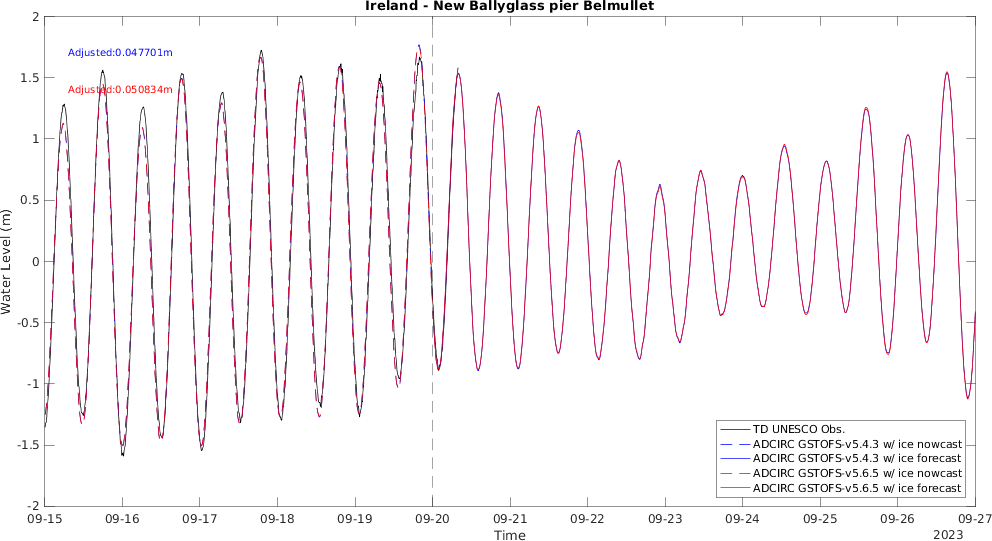 Ireland - New Ballyglass pier Belmullet
Adjusted:0.047701m
Adjusted:0.050834m
2
1.5
1
0.5
0
-0.5
-1
-1.5
-2
Water Level (m)
TD UNESCO Obs.
ADCIRC GSTOFS-v5.4.3 w/ ice nowcast
ADCIRC GSTOFS-v5.4.3 w/ ice forecast
ADCIRC GSTOFS-v5.6.5 w/ ice nowcast
ADCIRC GSTOFS-v5.6.5 w/ ice forecast
09-15 09-16 09-17 09-18 09-19 09-20 09-21 09-22 09-23 09-24 09-25 09-26 09-27
Time
2023